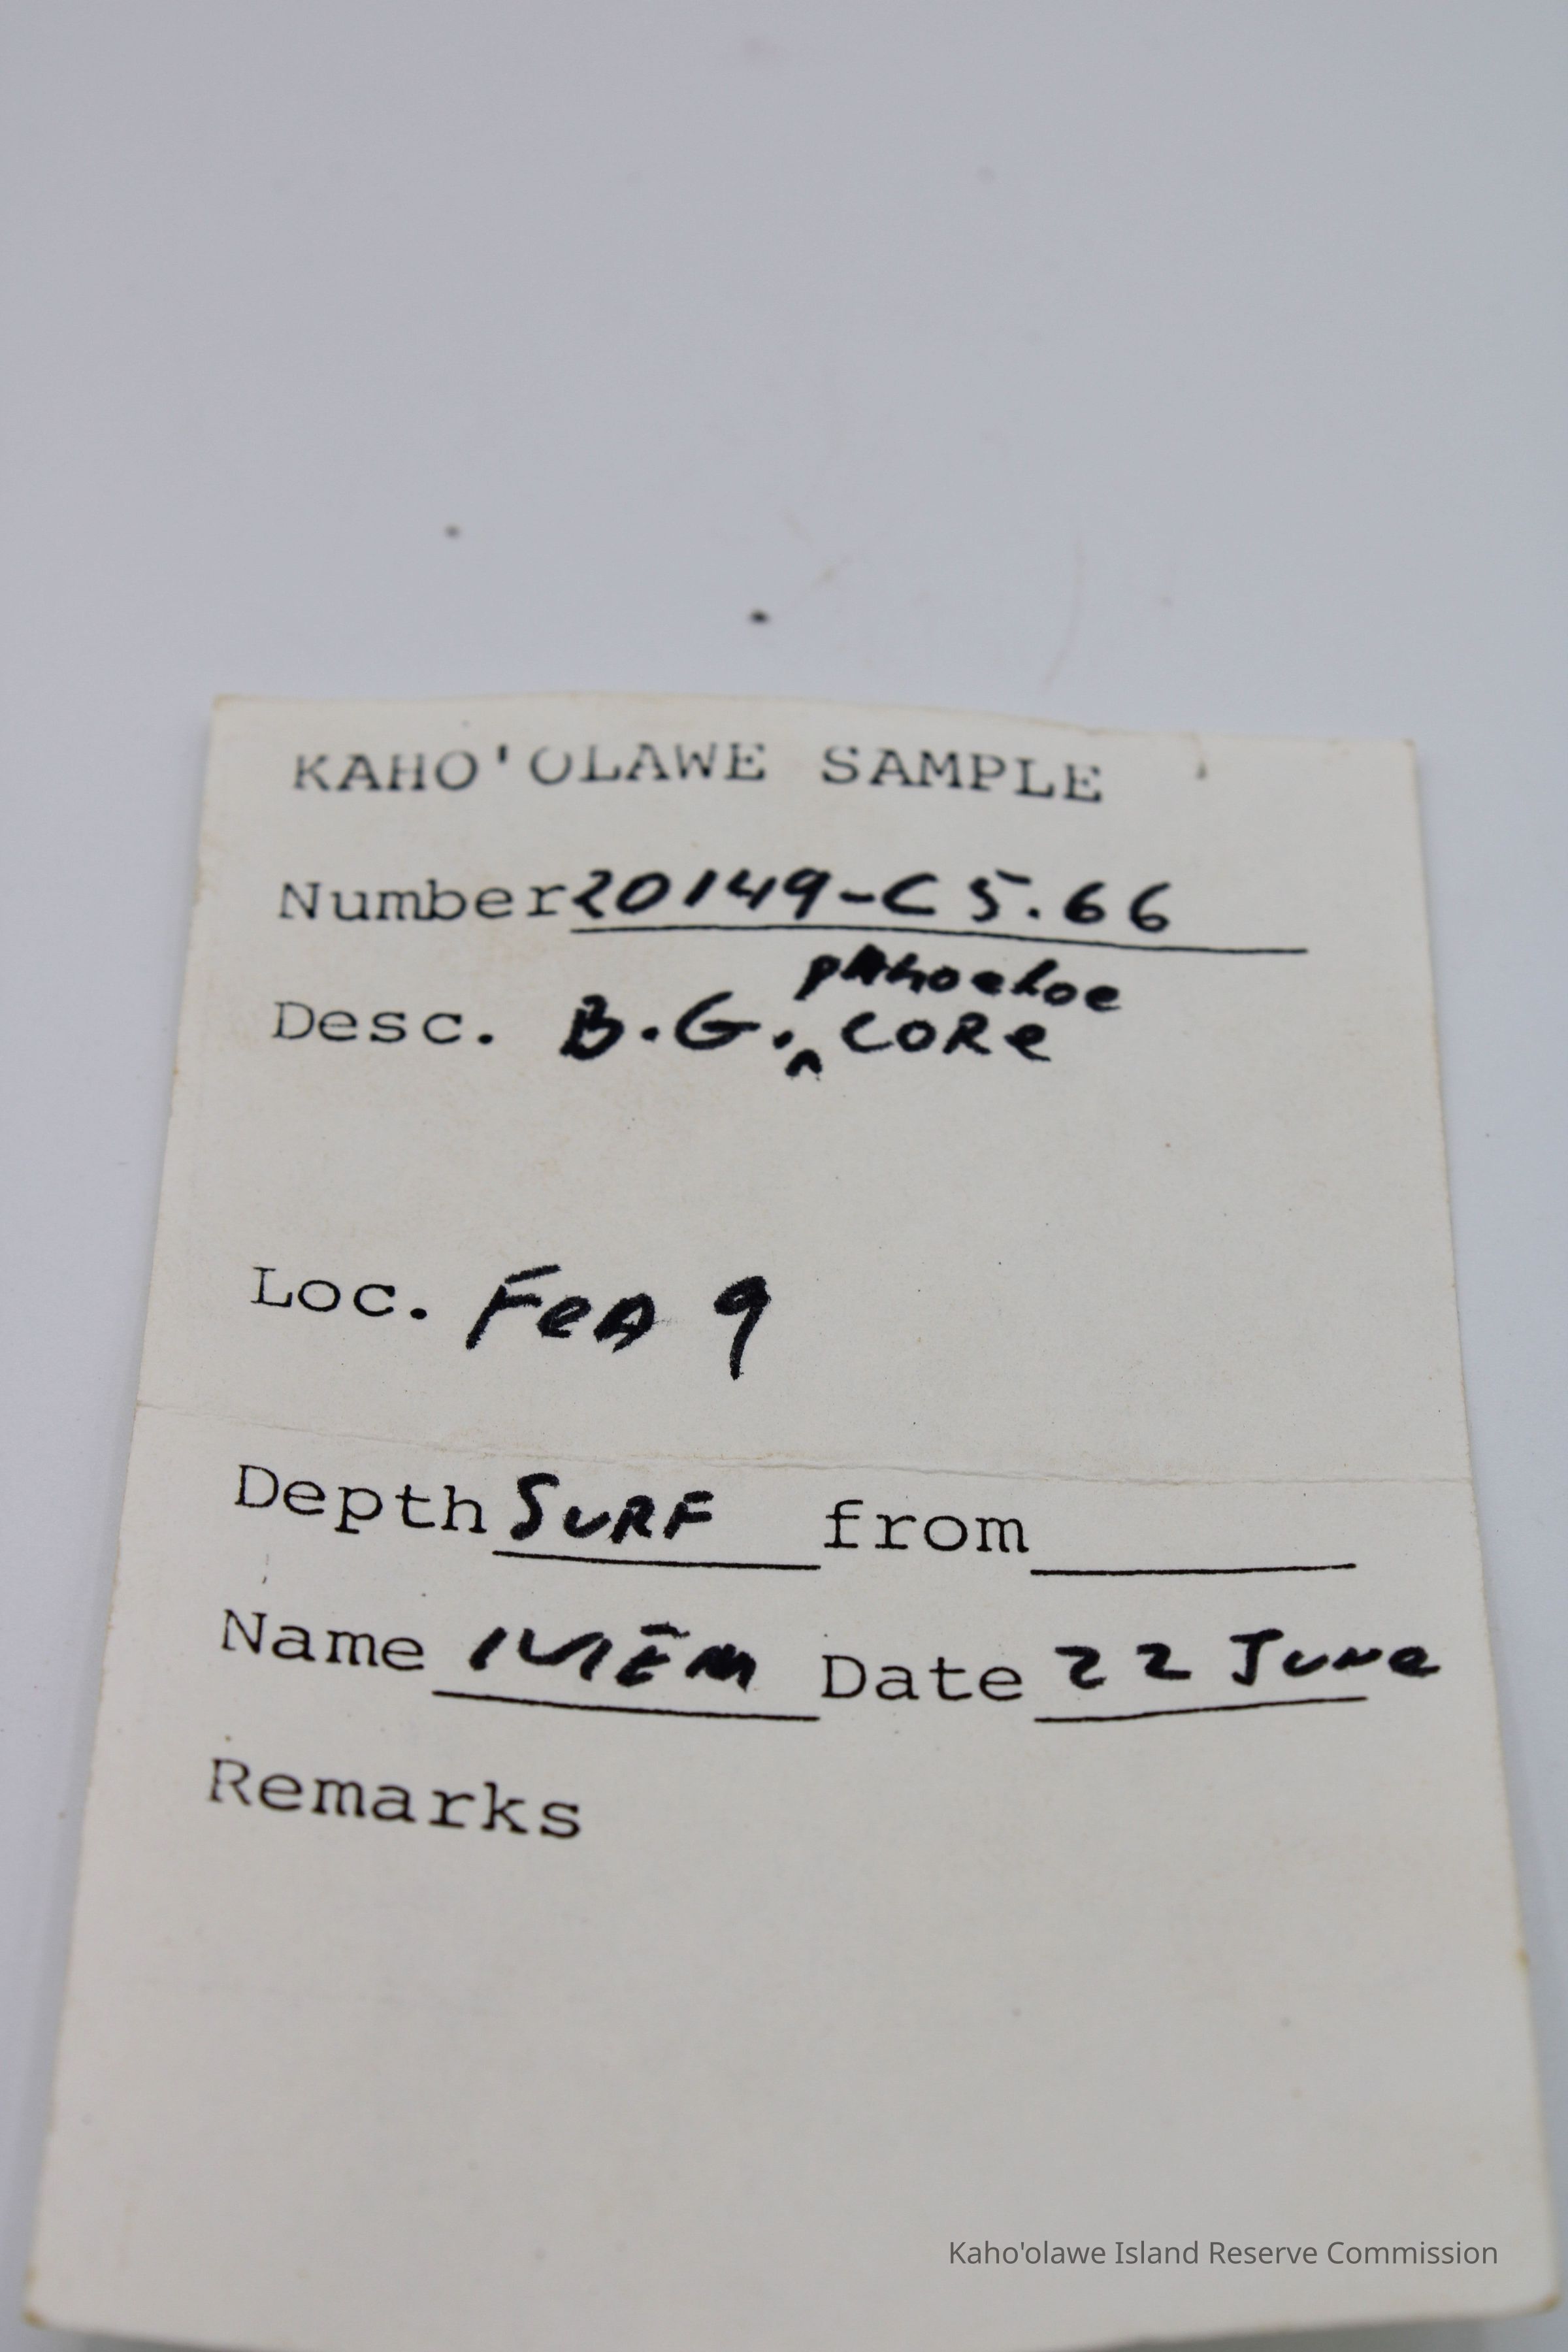 KAHO'OLAWE SAMPLE
Number 20149-C5.66
pahoehoe
Desc. B.G. ^ CORe
Loc. FeA 9
Depth SURF from
Name Date 22 June
Remarks
Kaho'olawe Island Reserve Commission